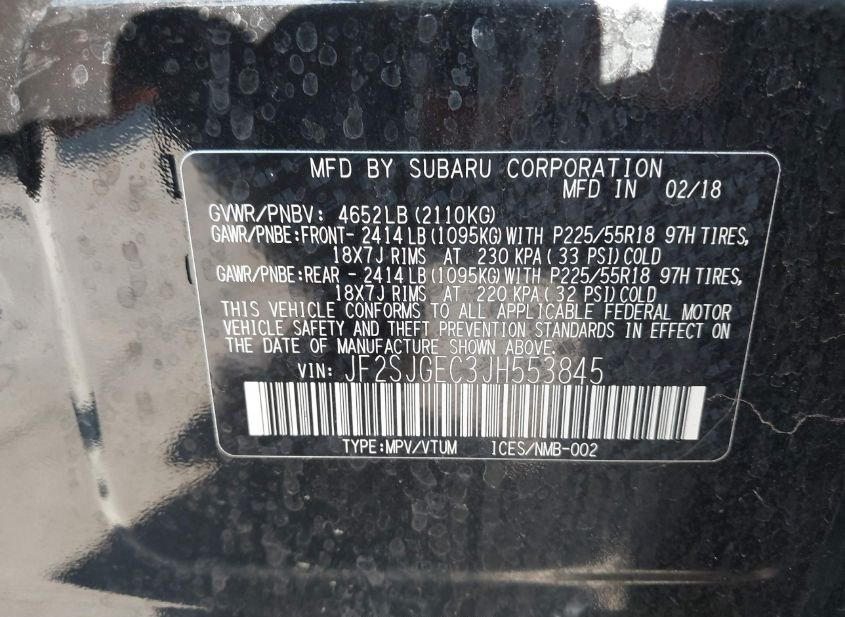 MFD BY SUBARU CORPORATION
MFD IN 02/18
GVWR/PNBV: 4652LB(2110KG)
GAWR/PNBE:FRONT- 2414LB(1095KG)WITH P225/55R18 97H TIRES,
18X7J RIMS AT 230 KPA( 33 PSI)COLD
GAWR/PNBE:REAR - 2414LB(1095KG)WITH P225/55R18 97H TIRES,
18X7J RIMS AT 220 KPA( 32 PSI)COLD
THIS VEHICLE CONFORMS TO ALL APPLICABLE FEDERAL MOTOR
VEHICLE SAFETY AND THEFT PREVENTION STANDARDS IN EFFECT ON
THE DATE OF MANUFACTURE SHOWN ABOVE.
VIN: JF2SJGEC3JH553845
TYPE:MPV/VTUM ICES/NMB-002